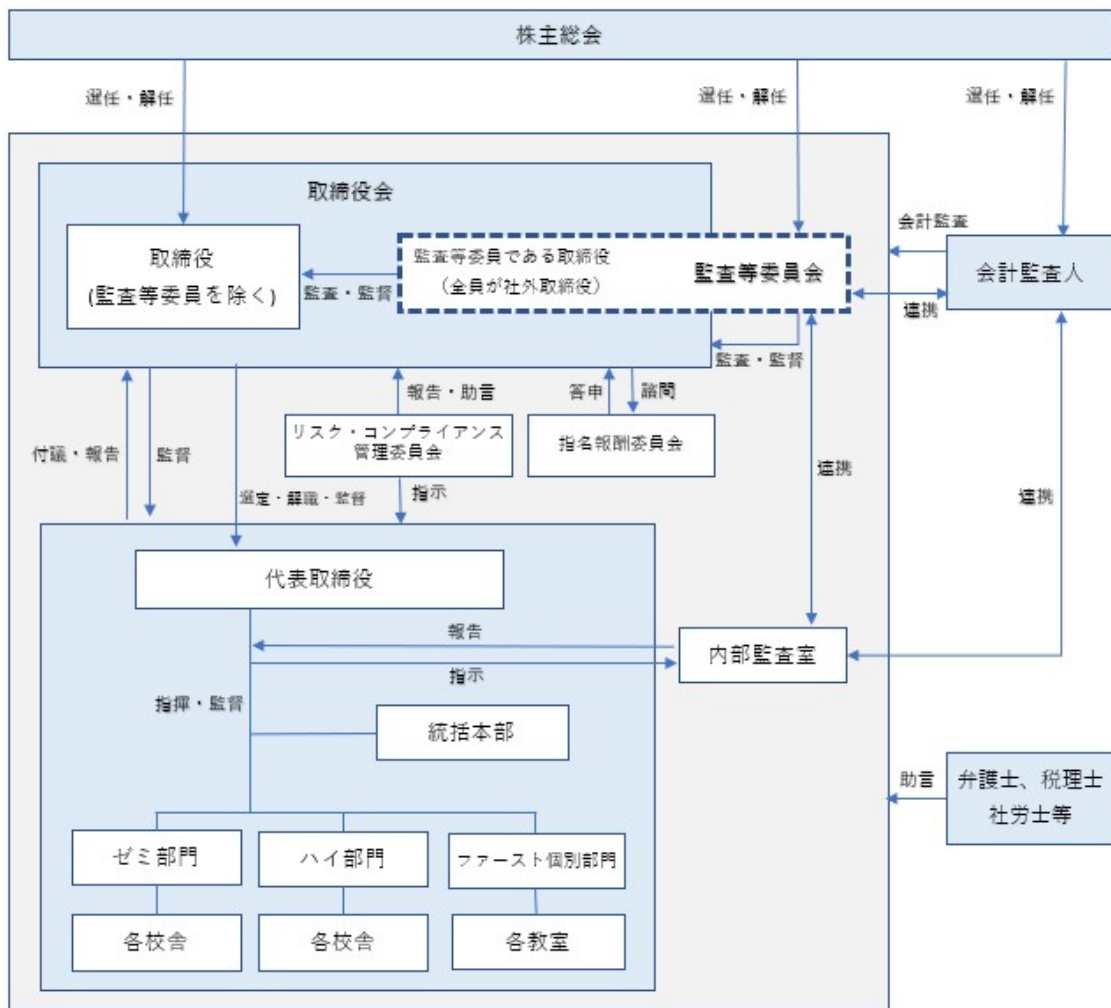 株主総会
選任・解任
選任・解任
選任・解任
取締役会
取締役
(監査等委員を除く)
監査・監督
監査等委員である取締役
（全員が社外取締役）
監査等委員会
会計監査
会計監査人
連携
監査・監督
報告・助言
答申
諮問
リスク・コンプライアンス
管理委員会
指名報酬委員会
付議・報告
監督
選定・解職・監督
指示
連携
連携
代表取締役
報告
内部監査室
指示
指揮・監督
統括本部
助言
弁護士、税理士
社労士等
ゼミ部門
ハイ部門
ファースト個別部門
各校舎
各校舎
各教室